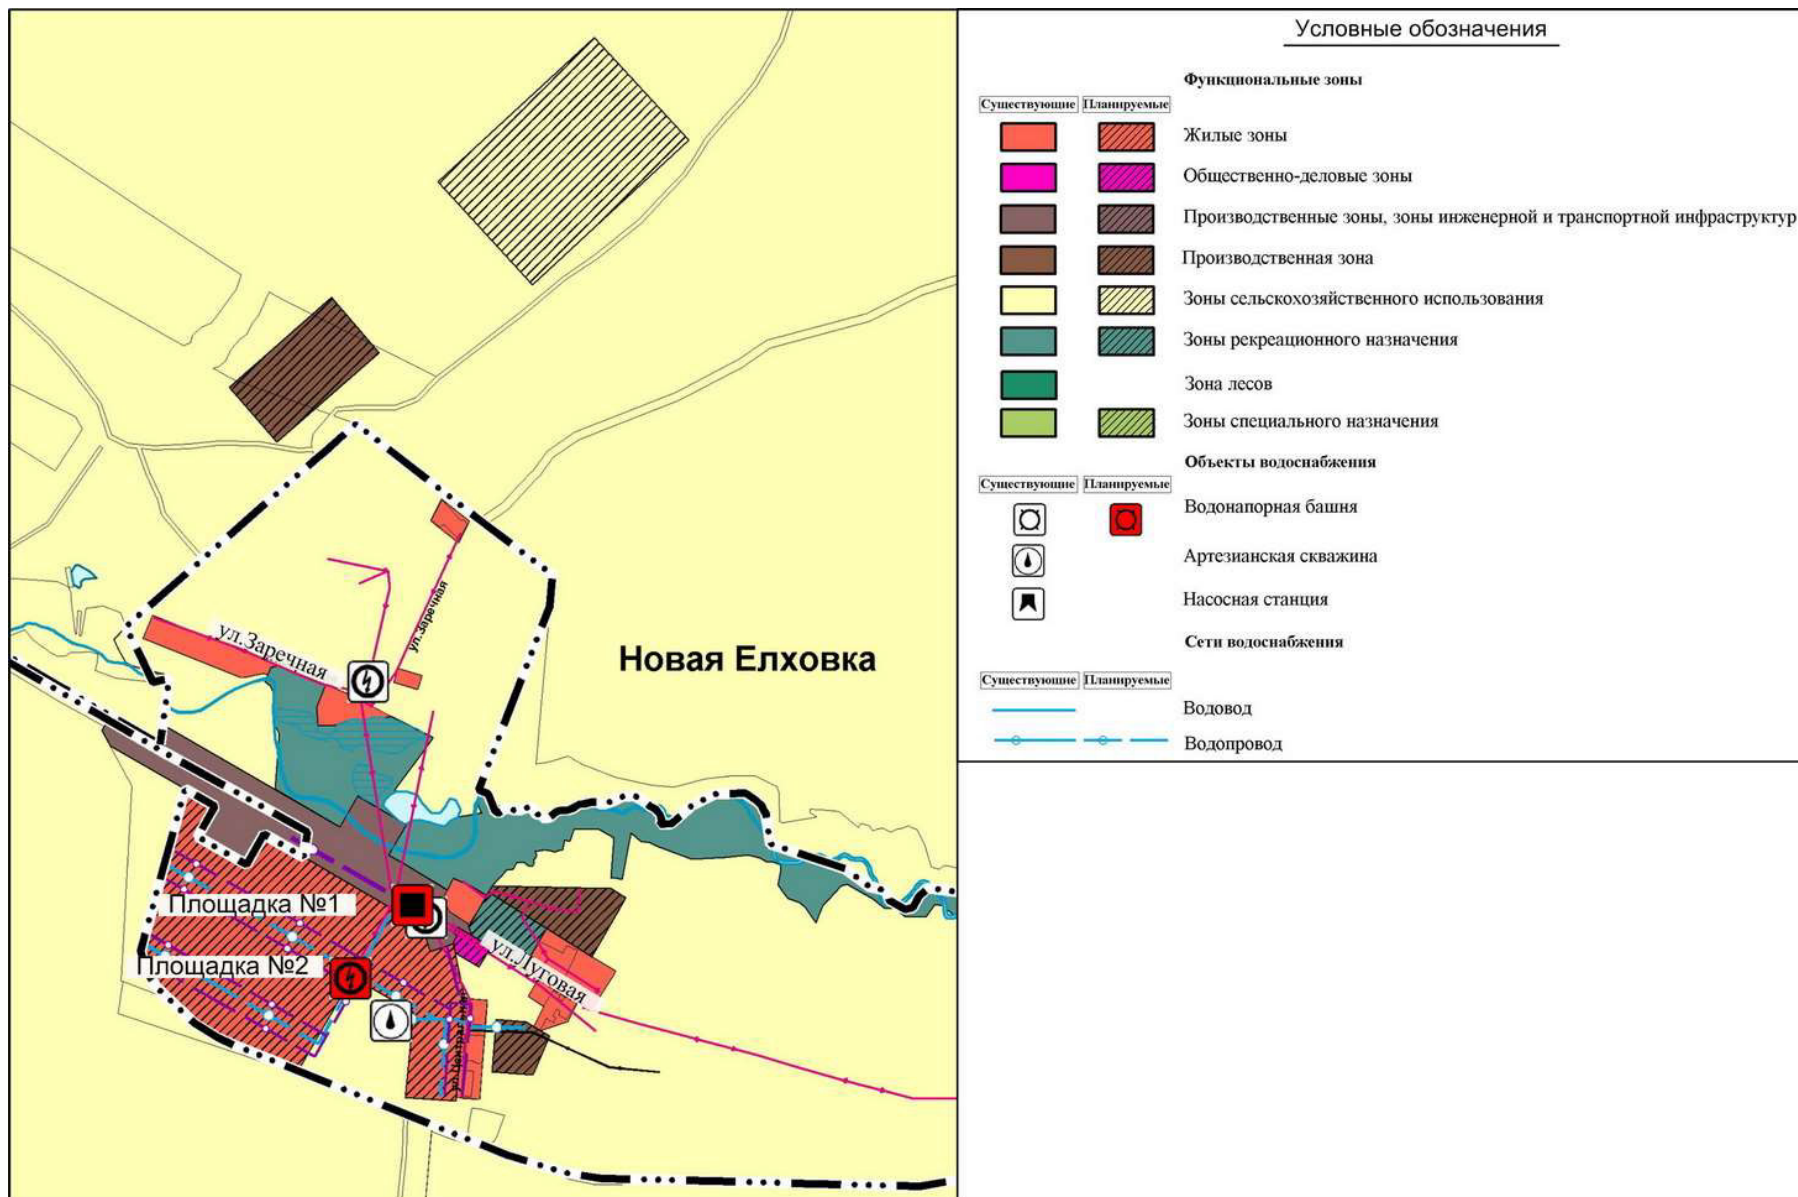 Условные обозначения
Функциональные зоны
Существующие Планируемые
Жилые зоны
Общественно-деловые зоны
Производственные зоны, зоны инженерной и транспортной инфраструктур
Производственная зона
Зоны сельскохозяйственного использования
Зоны рекреационного назначения
Зона лесов
Зоны специального назначения
Объекты водоснабжения
Существующие Планируемые
Водонапорная башня
Артезианская скважина
Насосная станция
Сети водоснабжения
Существующие Планируемые
Водовод
Водопровод
ул.Заречная
ул.Заречная
Новая Елховка
Площадка №1
Площадка №2
ул.Луговая
ул.Центральная